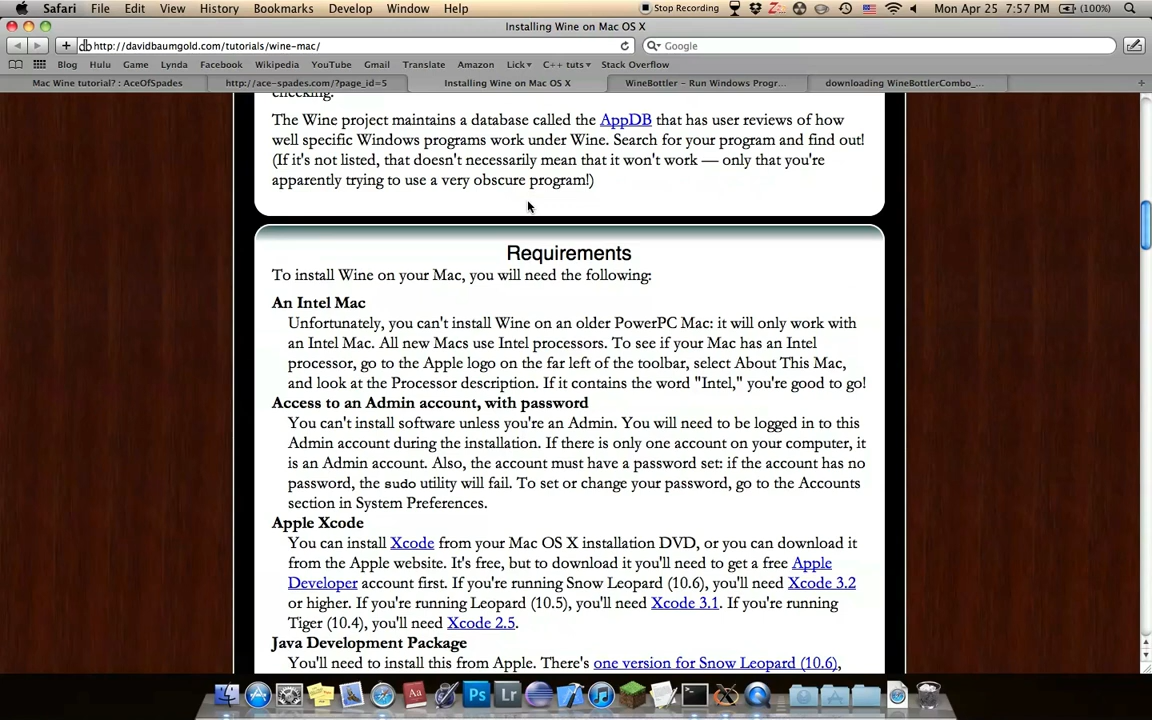 Safari File Edit View History Bookmarks Develop Window Help Stop Recording Mon Apr 25 7:57 PM (100%)
Installing Wine on Mac OS X
http://davidbaumgold.com/tutorials/wine-mac/ Google
Blog Hulu Game Lynda Facebook Wikipedia YouTube Gmail Translate Amazon Lick C++ tuts Stack Overflow
Mac Wine tutorial? : AceOfSpades http://ace-spades.com/?page_id=5 Installing Wine on Mac OS X WineBottler – Run Windows Progr... downloading WineBottlerCombo_...
checking.
The Wine project maintains a database called the AppDB that has user reviews of how
well specific Windows programs work under Wine. Search for your program and find out!
(If it's not listed, that doesn't necessarily mean that it won't work — only that you're
apparently trying to use a very obscure program!)
Requirements
To install Wine on your Mac, you will need the following:
An Intel Mac
Unfortunately, you can't install Wine on an older PowerPC Mac: it will only work with
an Intel Mac. All new Macs use Intel processors. To see if your Mac has an Intel
processor, go to the Apple logo on the far left of the toolbar, select About This Mac,
and look at the Processor description. If it contains the word "Intel," you're good to go!
Access to an Admin account, with password
You can't install software unless you're an Admin. You will need to be logged in to this
Admin account during the installation. If there is only one account on your computer, it
is an Admin account. Also, the account must have a password set: if the account has no
password, the sudo utility will fail. To set or change your password, go to the Accounts
section in System Preferences.
Apple Xcode
You can install Xcode from your Mac OS X installation DVD, or you can download it
from the Apple website. It's free, but to download it you'll need to get a free Apple
Developer account first. If you're running Snow Leopard (10.6), you'll need Xcode 3.2
or higher. If you're running Leopard (10.5), you'll need Xcode 3.1. If you're running
Tiger (10.4), you'll need Xcode 2.5.
Java Development Package
You'll need to install this from Apple. There's one version for Snow Leopard (10.6),
Aa Ps Lr